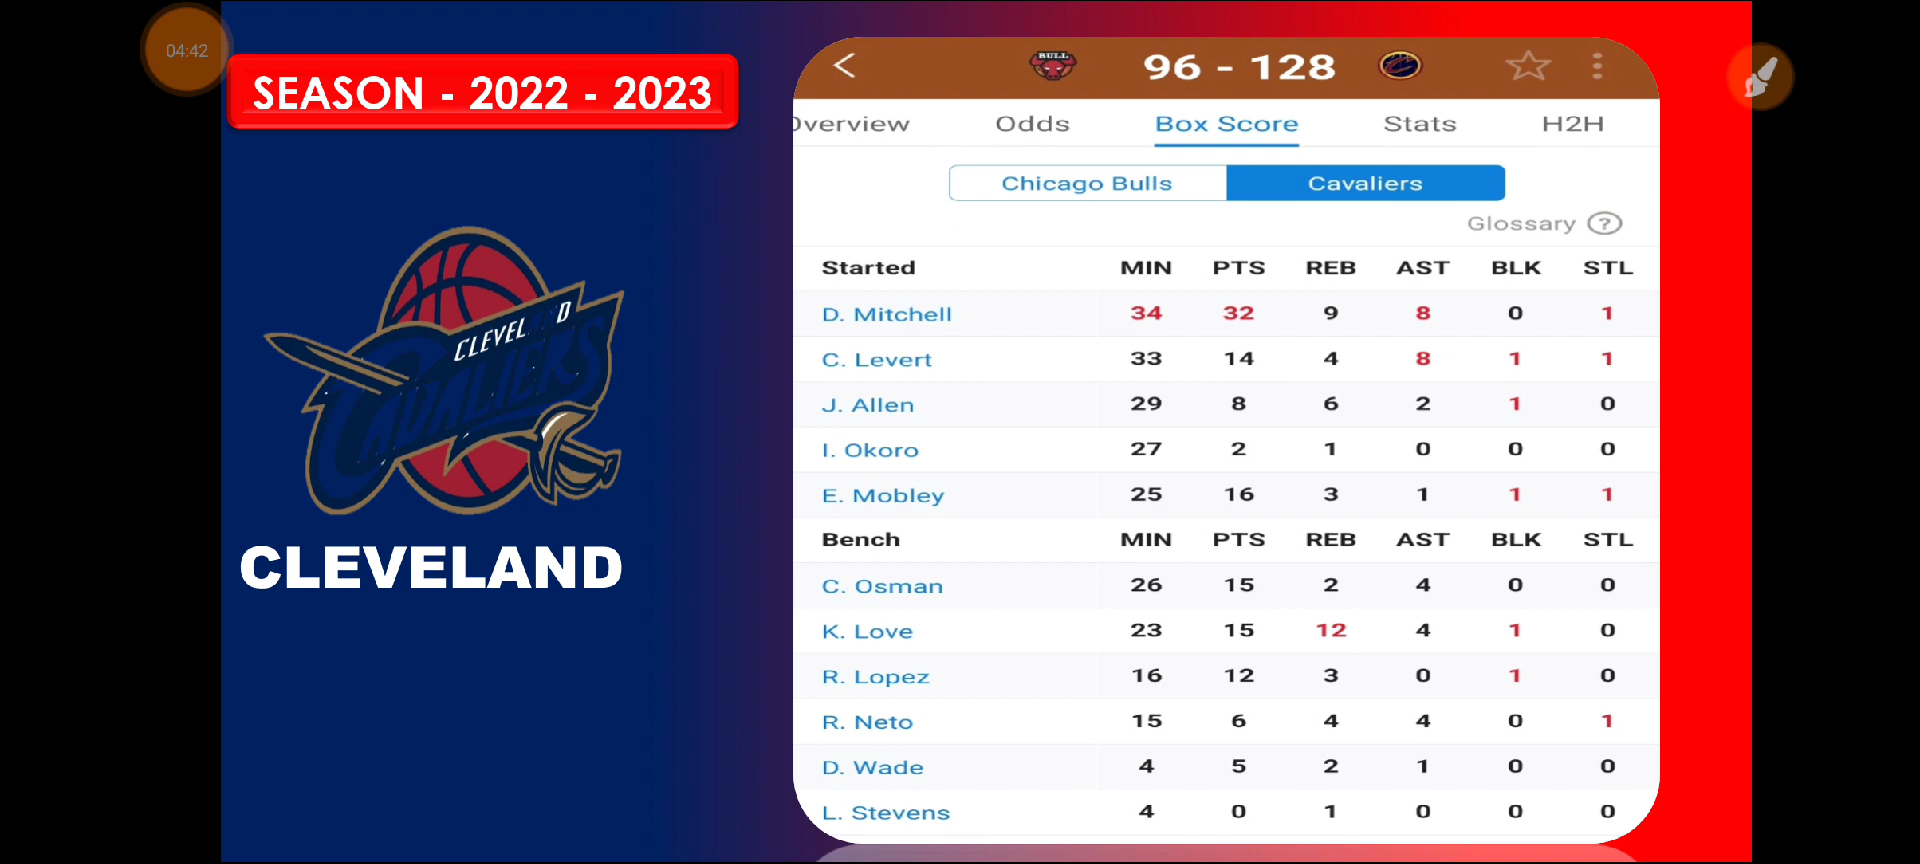 04:42
SEASON - 2022 - 2023
BULL
96 - 128
Overview Odds Box Score Stats H2H
Chicago Bulls Cavaliers
Glossary ?
Started MIN PTS REB AST BLK STL
D. Mitchell 34 32 9 8 0 1
C. Levert 33 14 4 8 1 1
J. Allen 29 8 6 2 1 0
I. Okoro 27 2 1 0 0 0
E. Mobley 25 16 3 1 1 1
Bench MIN PTS REB AST BLK STL
C. Osman 26 15 2 4 0 0
K. Love 23 15 12 4 1 0
R. Lopez 16 12 3 0 1 0
R. Neto 15 6 4 4 0 1
D. Wade 4 5 2 1 0 0
L. Stevens 4 0 1 0 0 0
CLEVELAND
CAVALIERS
CLEVELAND